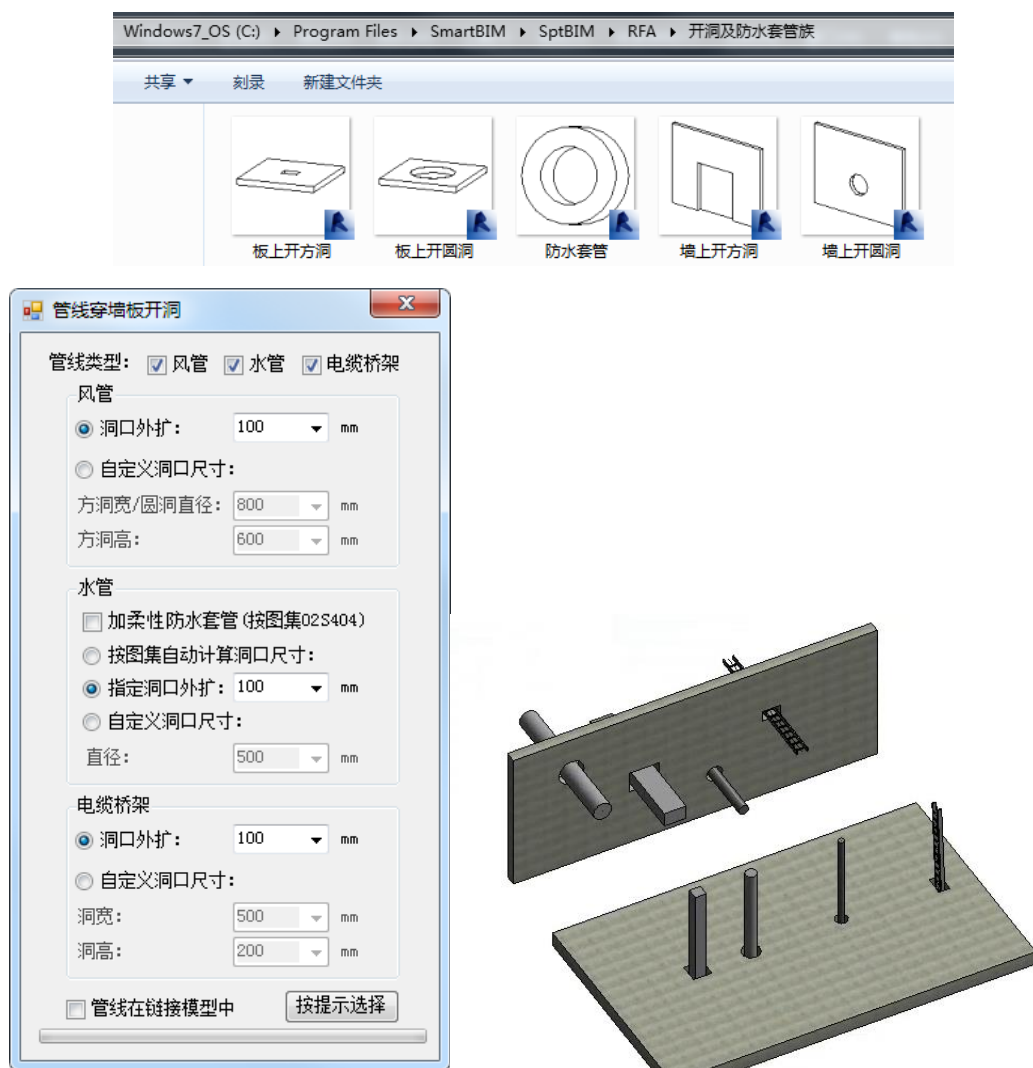 Windows7_OS (C:) ▸ Program Files ▸ SmartBIM ▸ SptBIM ▸ RFA ▸ 开洞及防水套管族
共享 刻录 新建文件夹
板上开方洞 板上开圆洞 防水套管 墙上开方洞 墙上开圆洞
管线穿墙板开洞
管线类型: 风管 水管 电缆桥架
风管
洞口外扩: 100 mm
自定义洞口尺寸:
方洞宽/圆洞直径: 800 mm
方洞高: 600 mm
水管
加柔性防水套管(按图集02S404)
按图集自动计算洞口尺寸:
指定洞口外扩: 100 mm
自定义洞口尺寸:
直径: 500 mm
电缆桥架
洞口外扩: 100 mm
自定义洞口尺寸:
洞宽: 500 mm
洞高: 200 mm
管线在链接模型中 按提示选择